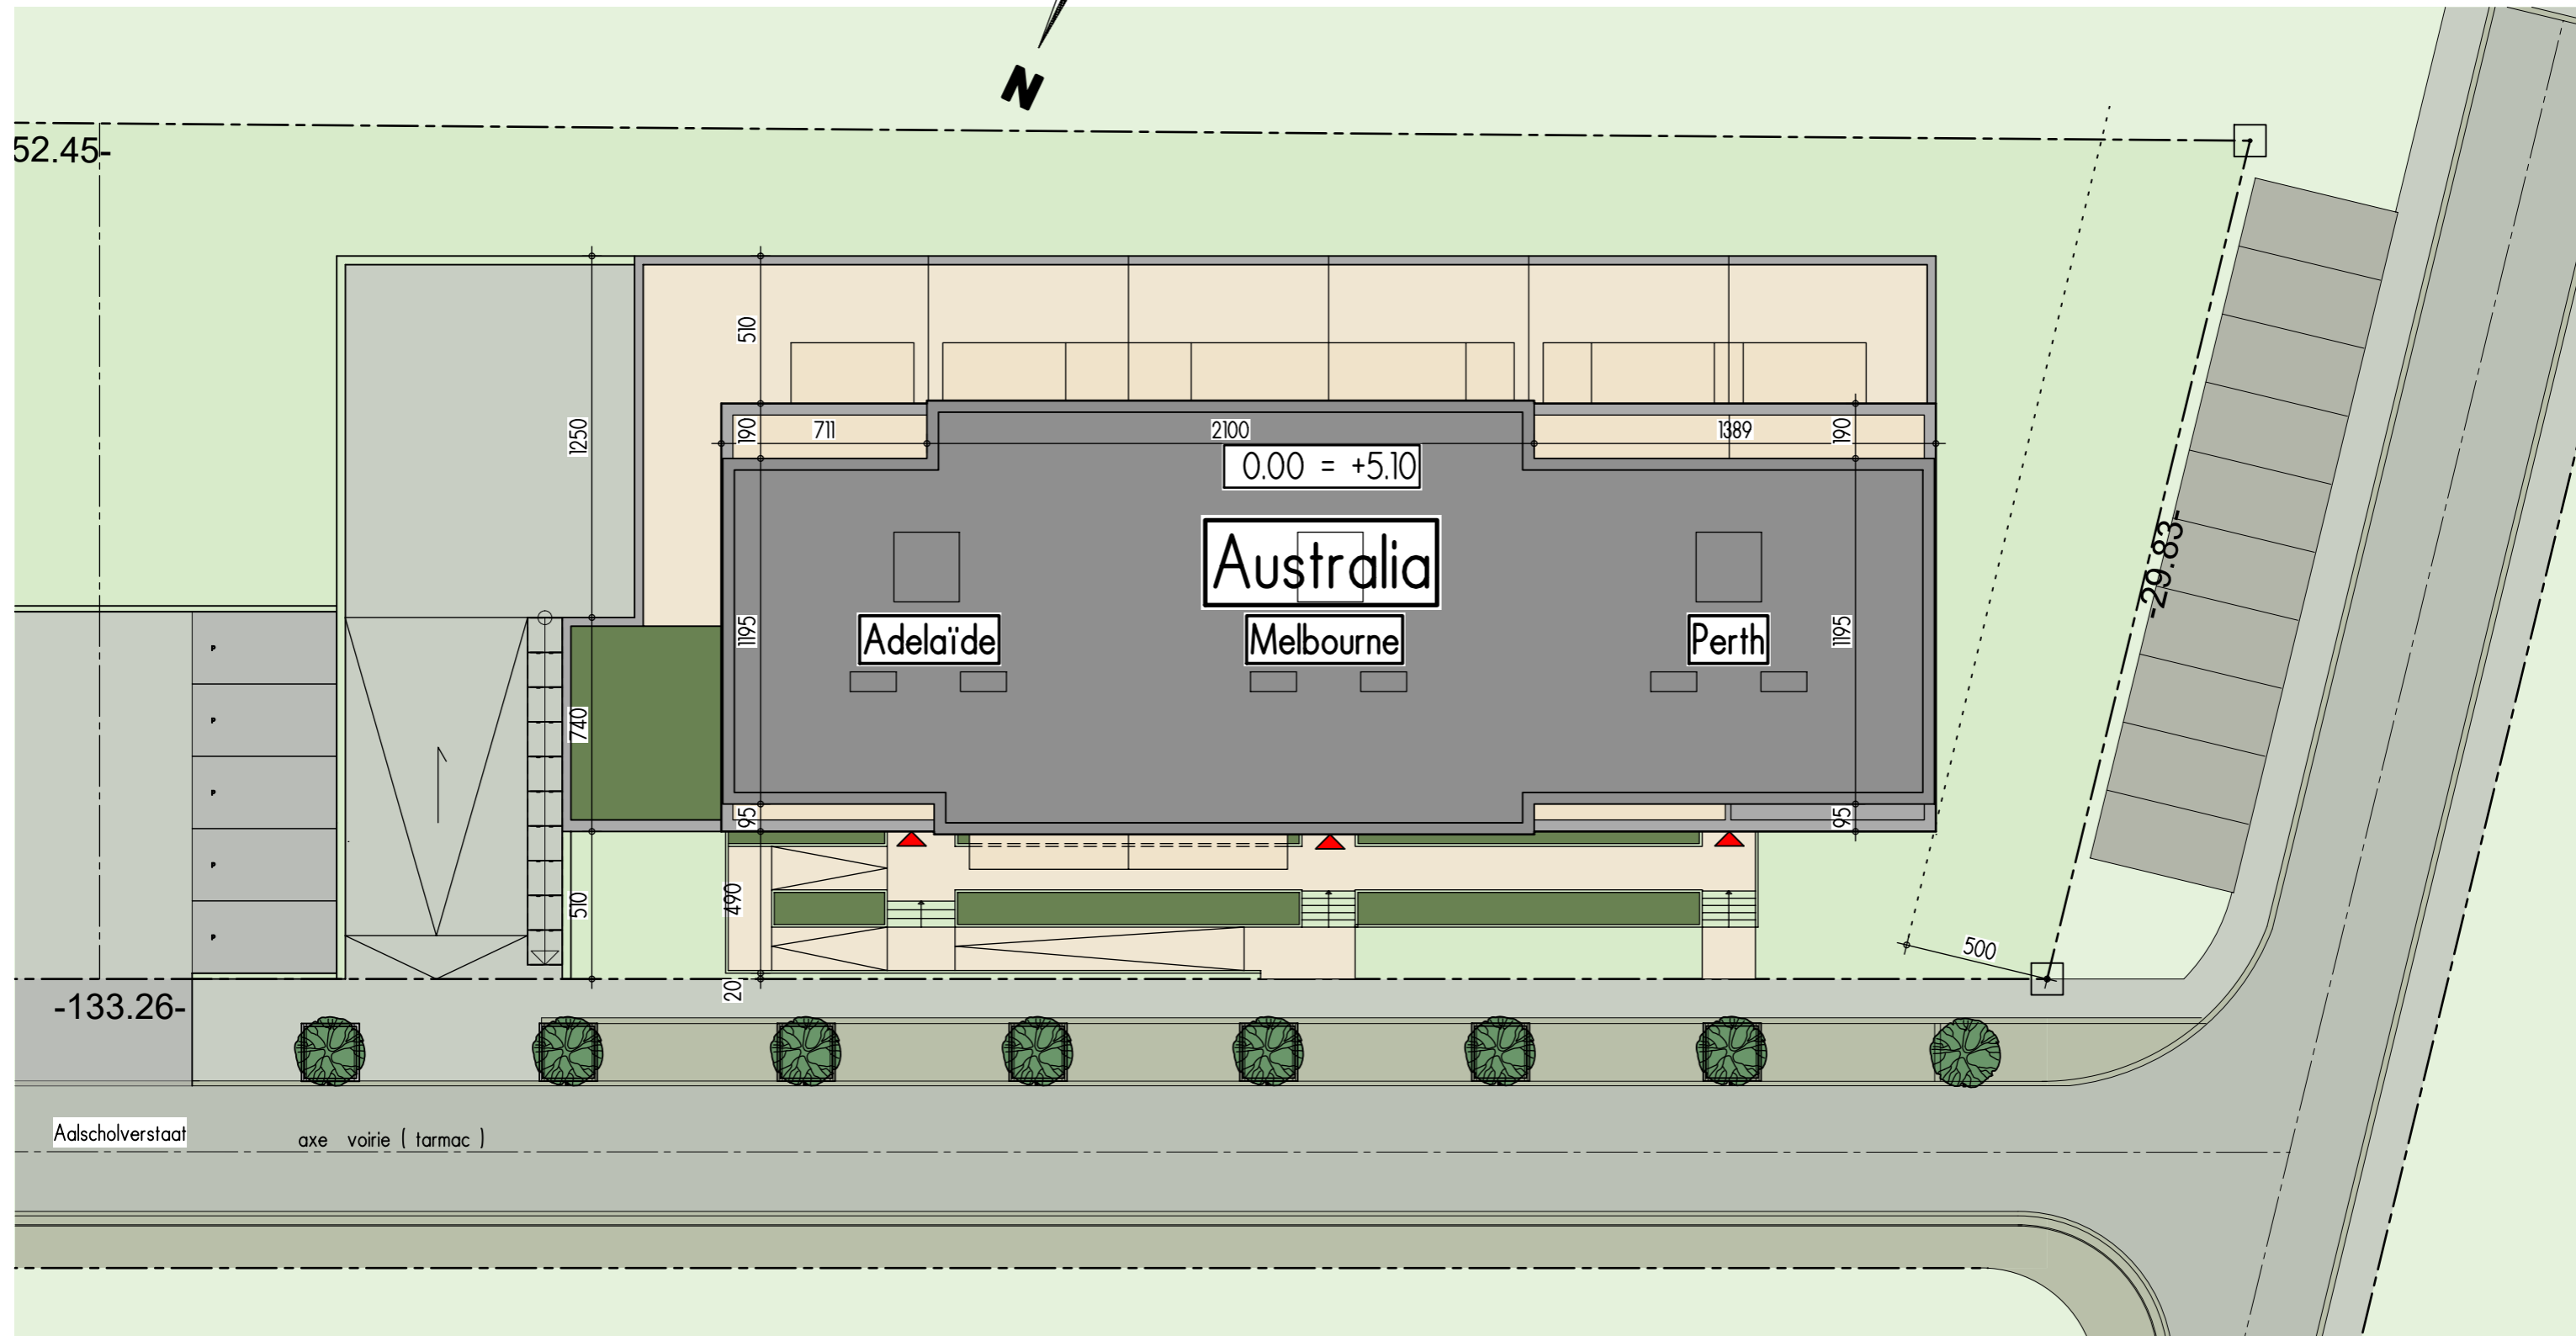 N
52.45-
510
1250
190
711
2100
1389
190
0.00 = +5.10
Australia
-29.83-
Adelaïde
Melbourne
Perth
1195
1195
P
P
P
P
P
740
95
95
510
490
500
20
-133.26-
Aalscholverstaat
axe voirie ( tarmac )